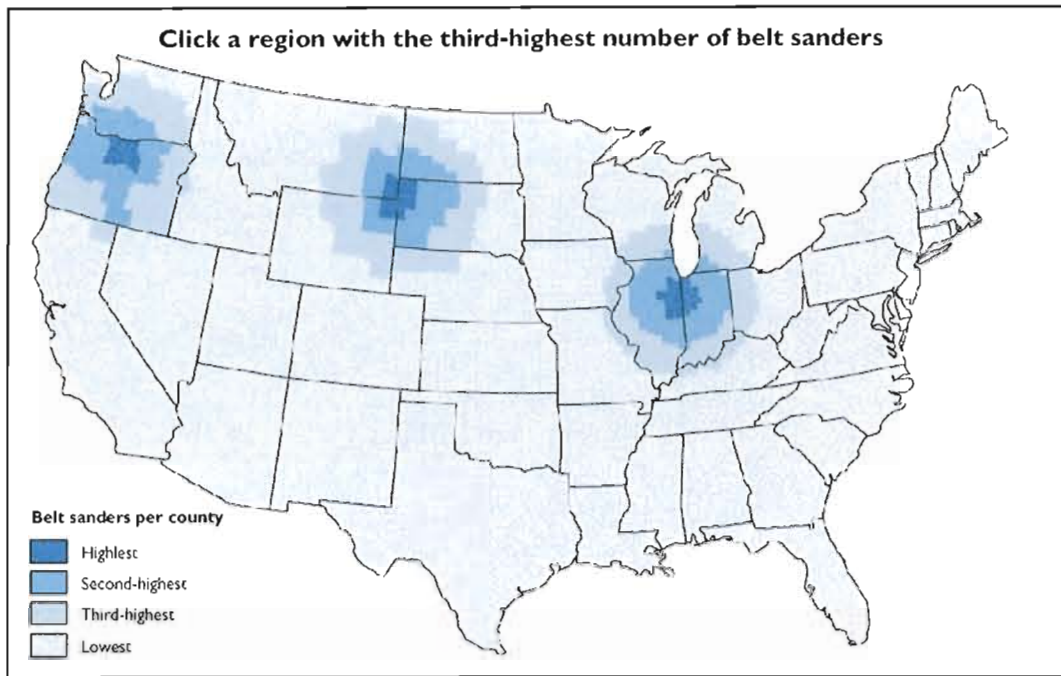 Click a region with the third-highest number of belt sanders
Belt sanders per county
Highlest
Second-highest
Third-highest
Lowest